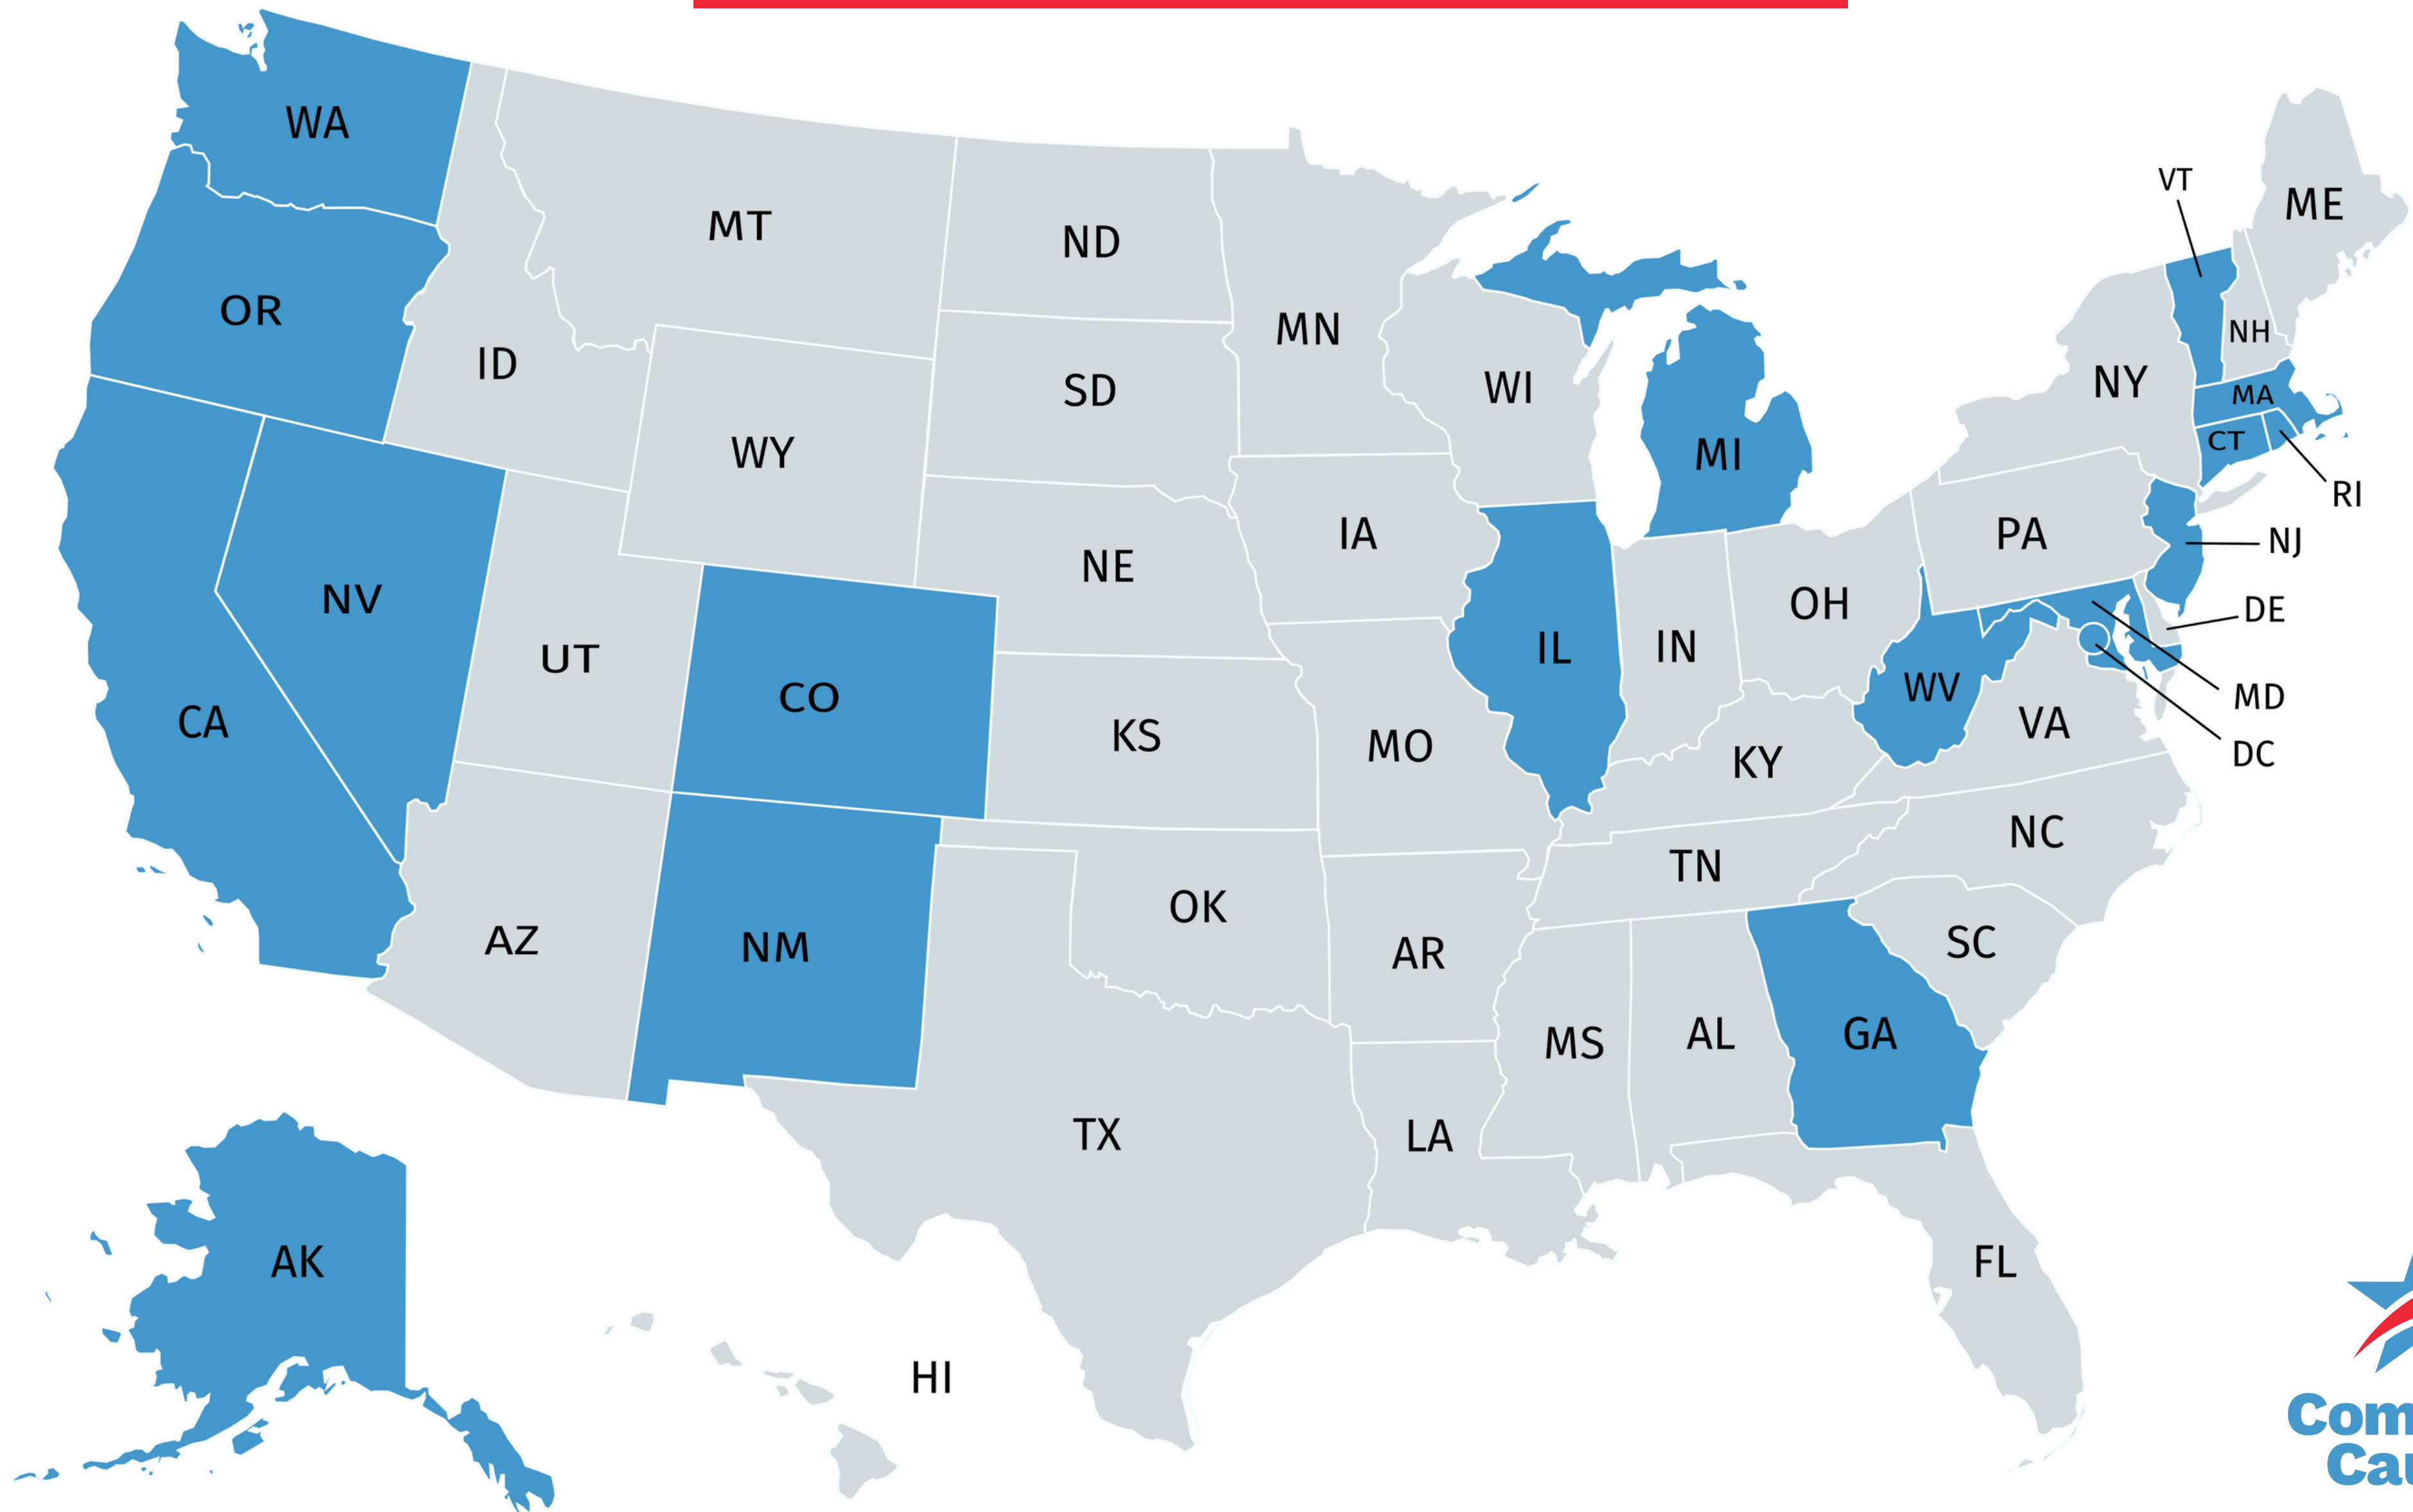 WA
VT
ME
MT
ND
OR
MN
NH
ID
NY
WI
SD
MA
CT
WY
MI
RI
IA
PA
NJ
NE
NV
OH
DE
IL
IN
UT
WV
CO
MD
CA
VA
KS
MO
DC
KY
NC
TN
OK
AZ
NM
SC
AR
AL
GA
MS
TX
LA
AK
FL
HI
Com
Cau